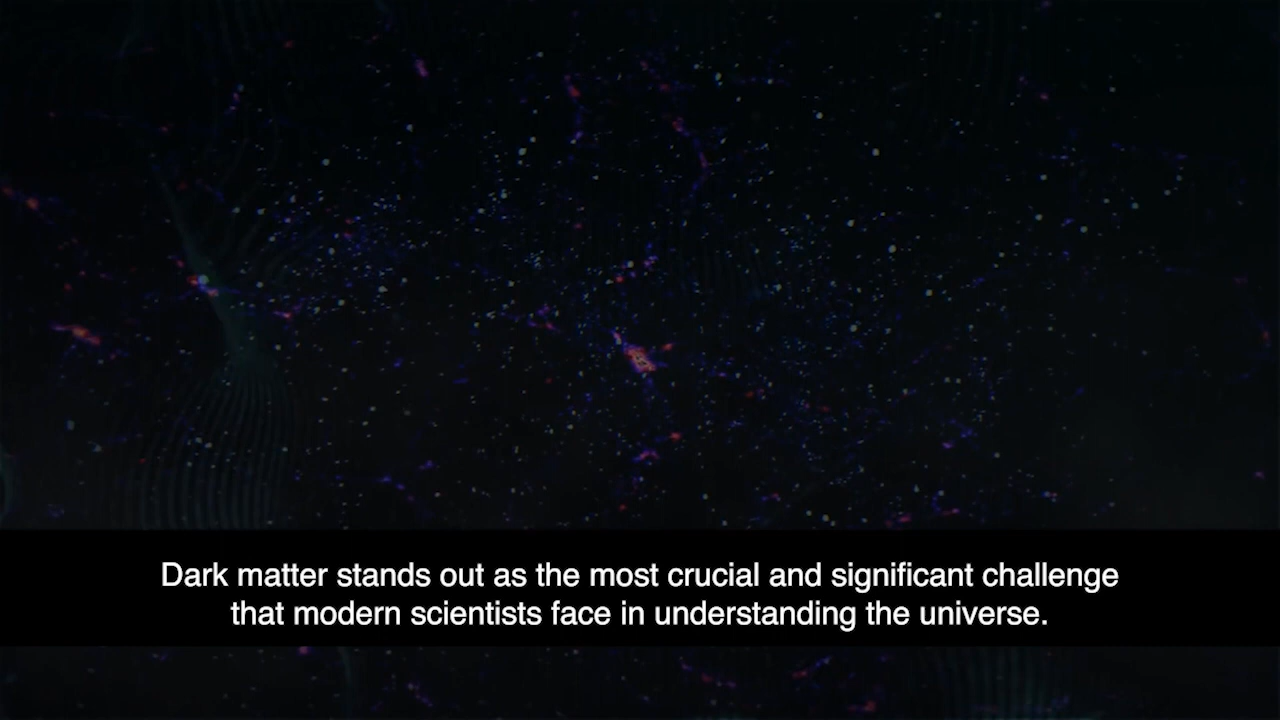 Dark matter stands out as the most crucial and significant challenge
that modern scientists face in understanding the universe.